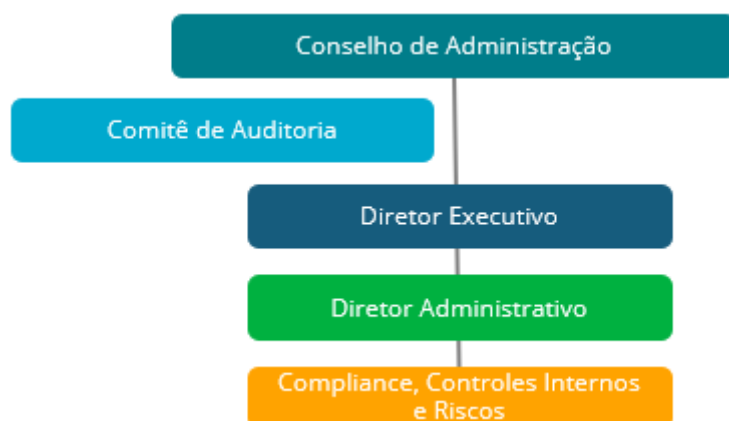 Conselho de Administração
Comitê de Auditoria
Diretor Executivo
Diretor Administrativo
Compliance, Controles Internos
e Riscos